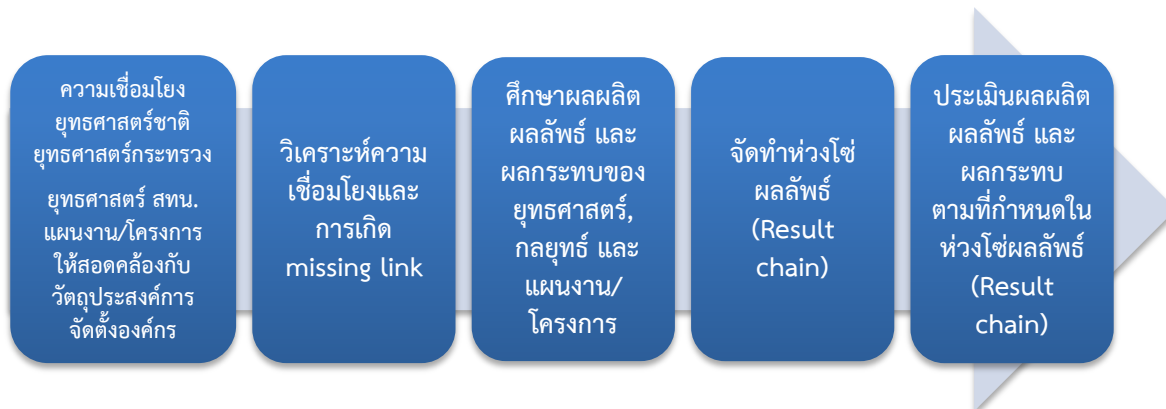 ความเชื่อมโยง
ยุทธศาสตร์ชาติ
ยุทธศาสตร์กระทรวง
ยุทธศาสตร์ สทน.
แผนงาน/โครงการ
ให้สอดคล้องกับ
วัตถุประสงค์การ
จัดตั้งองค์กร
วิเคราะห์ความ
เชื่อมโยงและ
การเกิด
missing link
ศึกษาผลผลิต
ผลลัพธ์ และ
ผลกระทบของ
ยุทธศาสตร์,
กลยุทธ์ และ
แผนงาน/
โครงการ
จัดทำห่วงโซ่
ผลลัพธ์
(Result
chain)
ประเมินผลผลิต
ผลลัพธ์ และ
ผลกระทบ
ตามที่กำหนดใน
ห่วงโซ่ผลลัพธ์
(Result
chain)